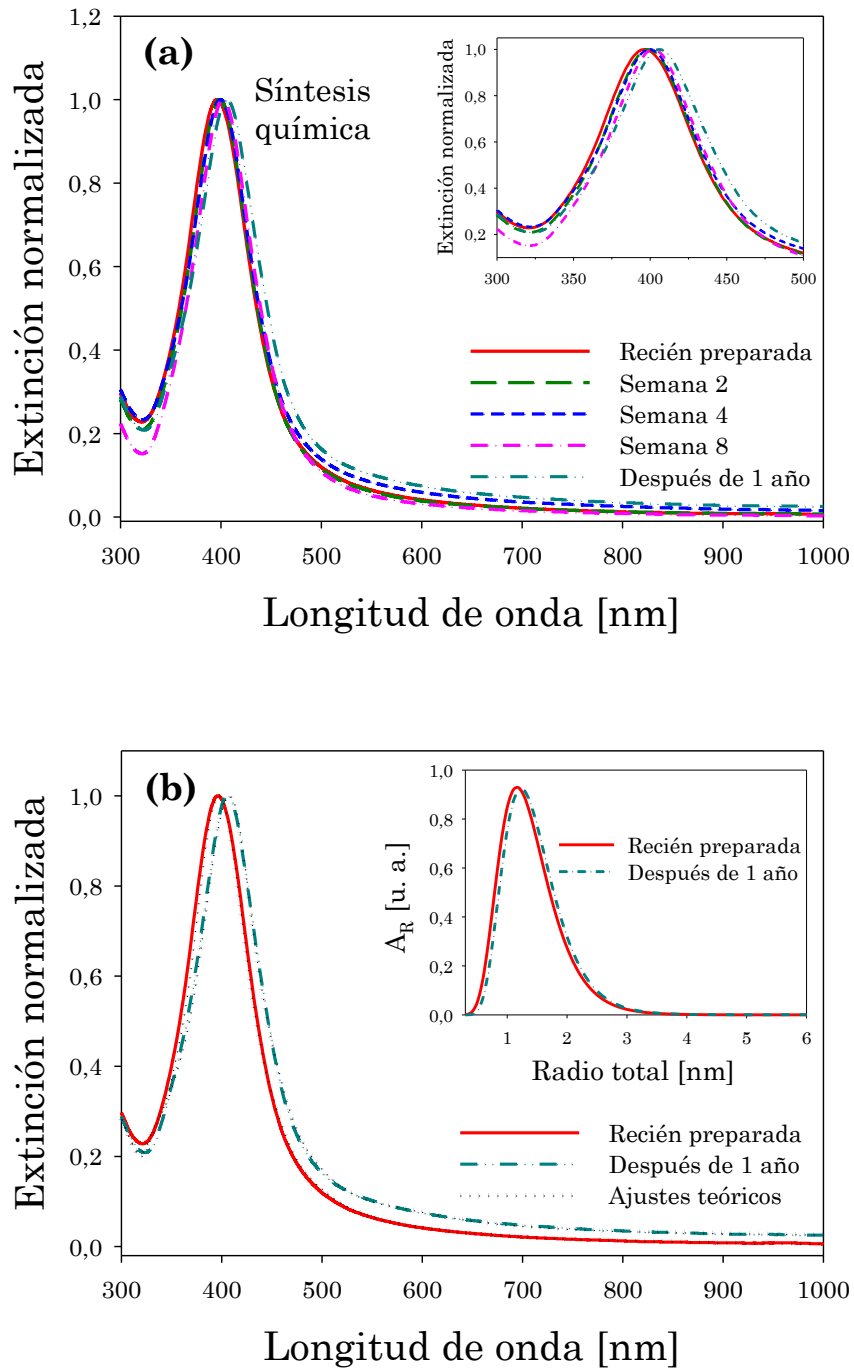 (a)
Síntesis
química
Extinción normalizada
1,2
1,0
0,8
0,6
0,4
0,2
0,0
300 400 500 600 700 800 900 1000
Longitud de onda [nm]
Extinción normalizada
1,0
0,8
0,6
0,4
0,2
300 350 400 450 500
Recién preparada
Semana 2
Semana 4
Semana 8
Después de 1 año
(b)
Extinción normalizada
1,0
0,8
0,6
0,4
0,2
0,0
300 400 500 600 700 800 900 1000
Longitud de onda [nm]
A_R [u. a.]
1,0
0,8
0,6
0,4
0,2
0,0
1 2 3 4 5 6
Radio total [nm]
Recién preparada
Después de 1 año
Recién preparada
Después de 1 año
Ajustes teóricos